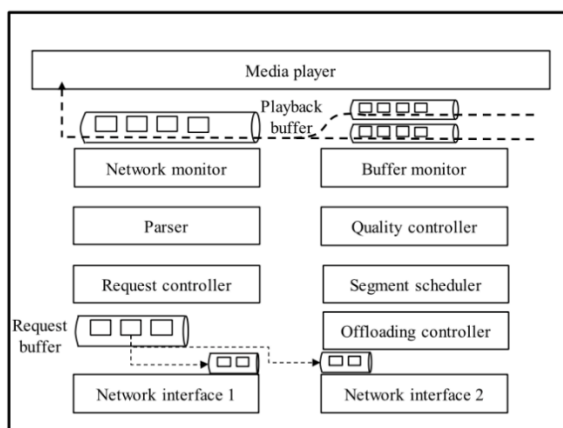 Media player
Playback
buffer
Network monitor
Buffer monitor
Parser
Quality controller
Request controller
Segment scheduler
Request
buffer
Offloading controller
Network interface 1
Network interface 2